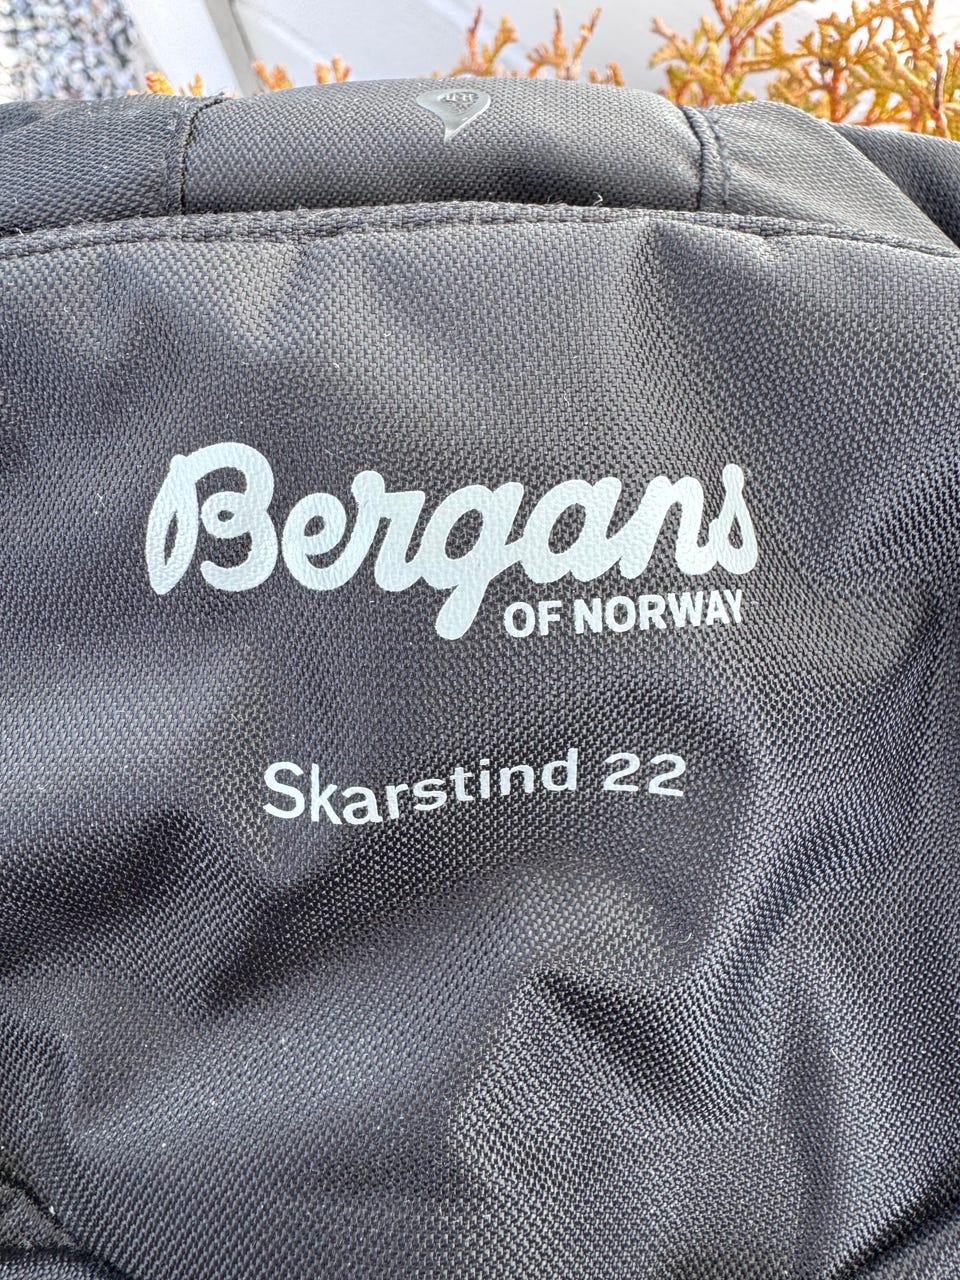 Bergans
OF NORWAY
Skarstind 22